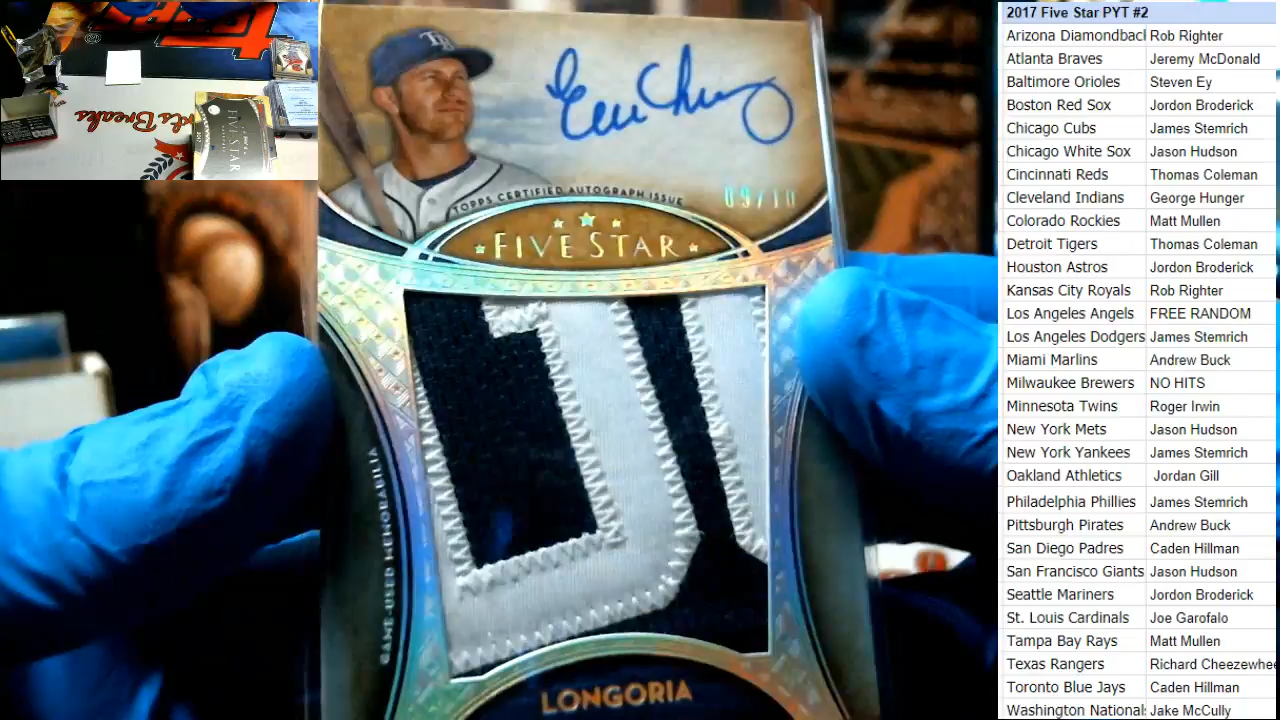 ds Breaks
FIVE STAR
TOPPS CERTIFIED AUTOGRAPH ISSUE
09/10
FIVE STAR
GAME-USED MEMORABILIA
LONGORIA
2017 Five Star PYT #2
Arizona Diamondback Rob Righter
Atlanta Braves Jeremy McDonald
Baltimore Orioles Steven Ey
Boston Red Sox Jordon Broderick
Chicago Cubs James Stemrich
Chicago White Sox Jason Hudson
Cincinnati Reds Thomas Coleman
Cleveland Indians George Hunger
Colorado Rockies Matt Mullen
Detroit Tigers Thomas Coleman
Houston Astros Jordon Broderick
Kansas City Royals Rob Righter
Los Angeles Angels FREE RANDOM
Los Angeles Dodgers James Stemrich
Miami Marlins Andrew Buck
Milwaukee Brewers NO HITS
Minnesota Twins Roger Irwin
New York Mets Jason Hudson
New York Yankees James Stemrich
Oakland Athletics Jordan Gill
Philadelphia Phillies James Stemrich
Pittsburgh Pirates Andrew Buck
San Diego Padres Caden Hillman
San Francisco Giants Jason Hudson
Seattle Mariners Jordon Broderick
St. Louis Cardinals Joe Garofalo
Tampa Bay Rays Matt Mullen
Texas Rangers Richard Cheezewhe
Toronto Blue Jays Caden Hillman
Washington National Jake McCully